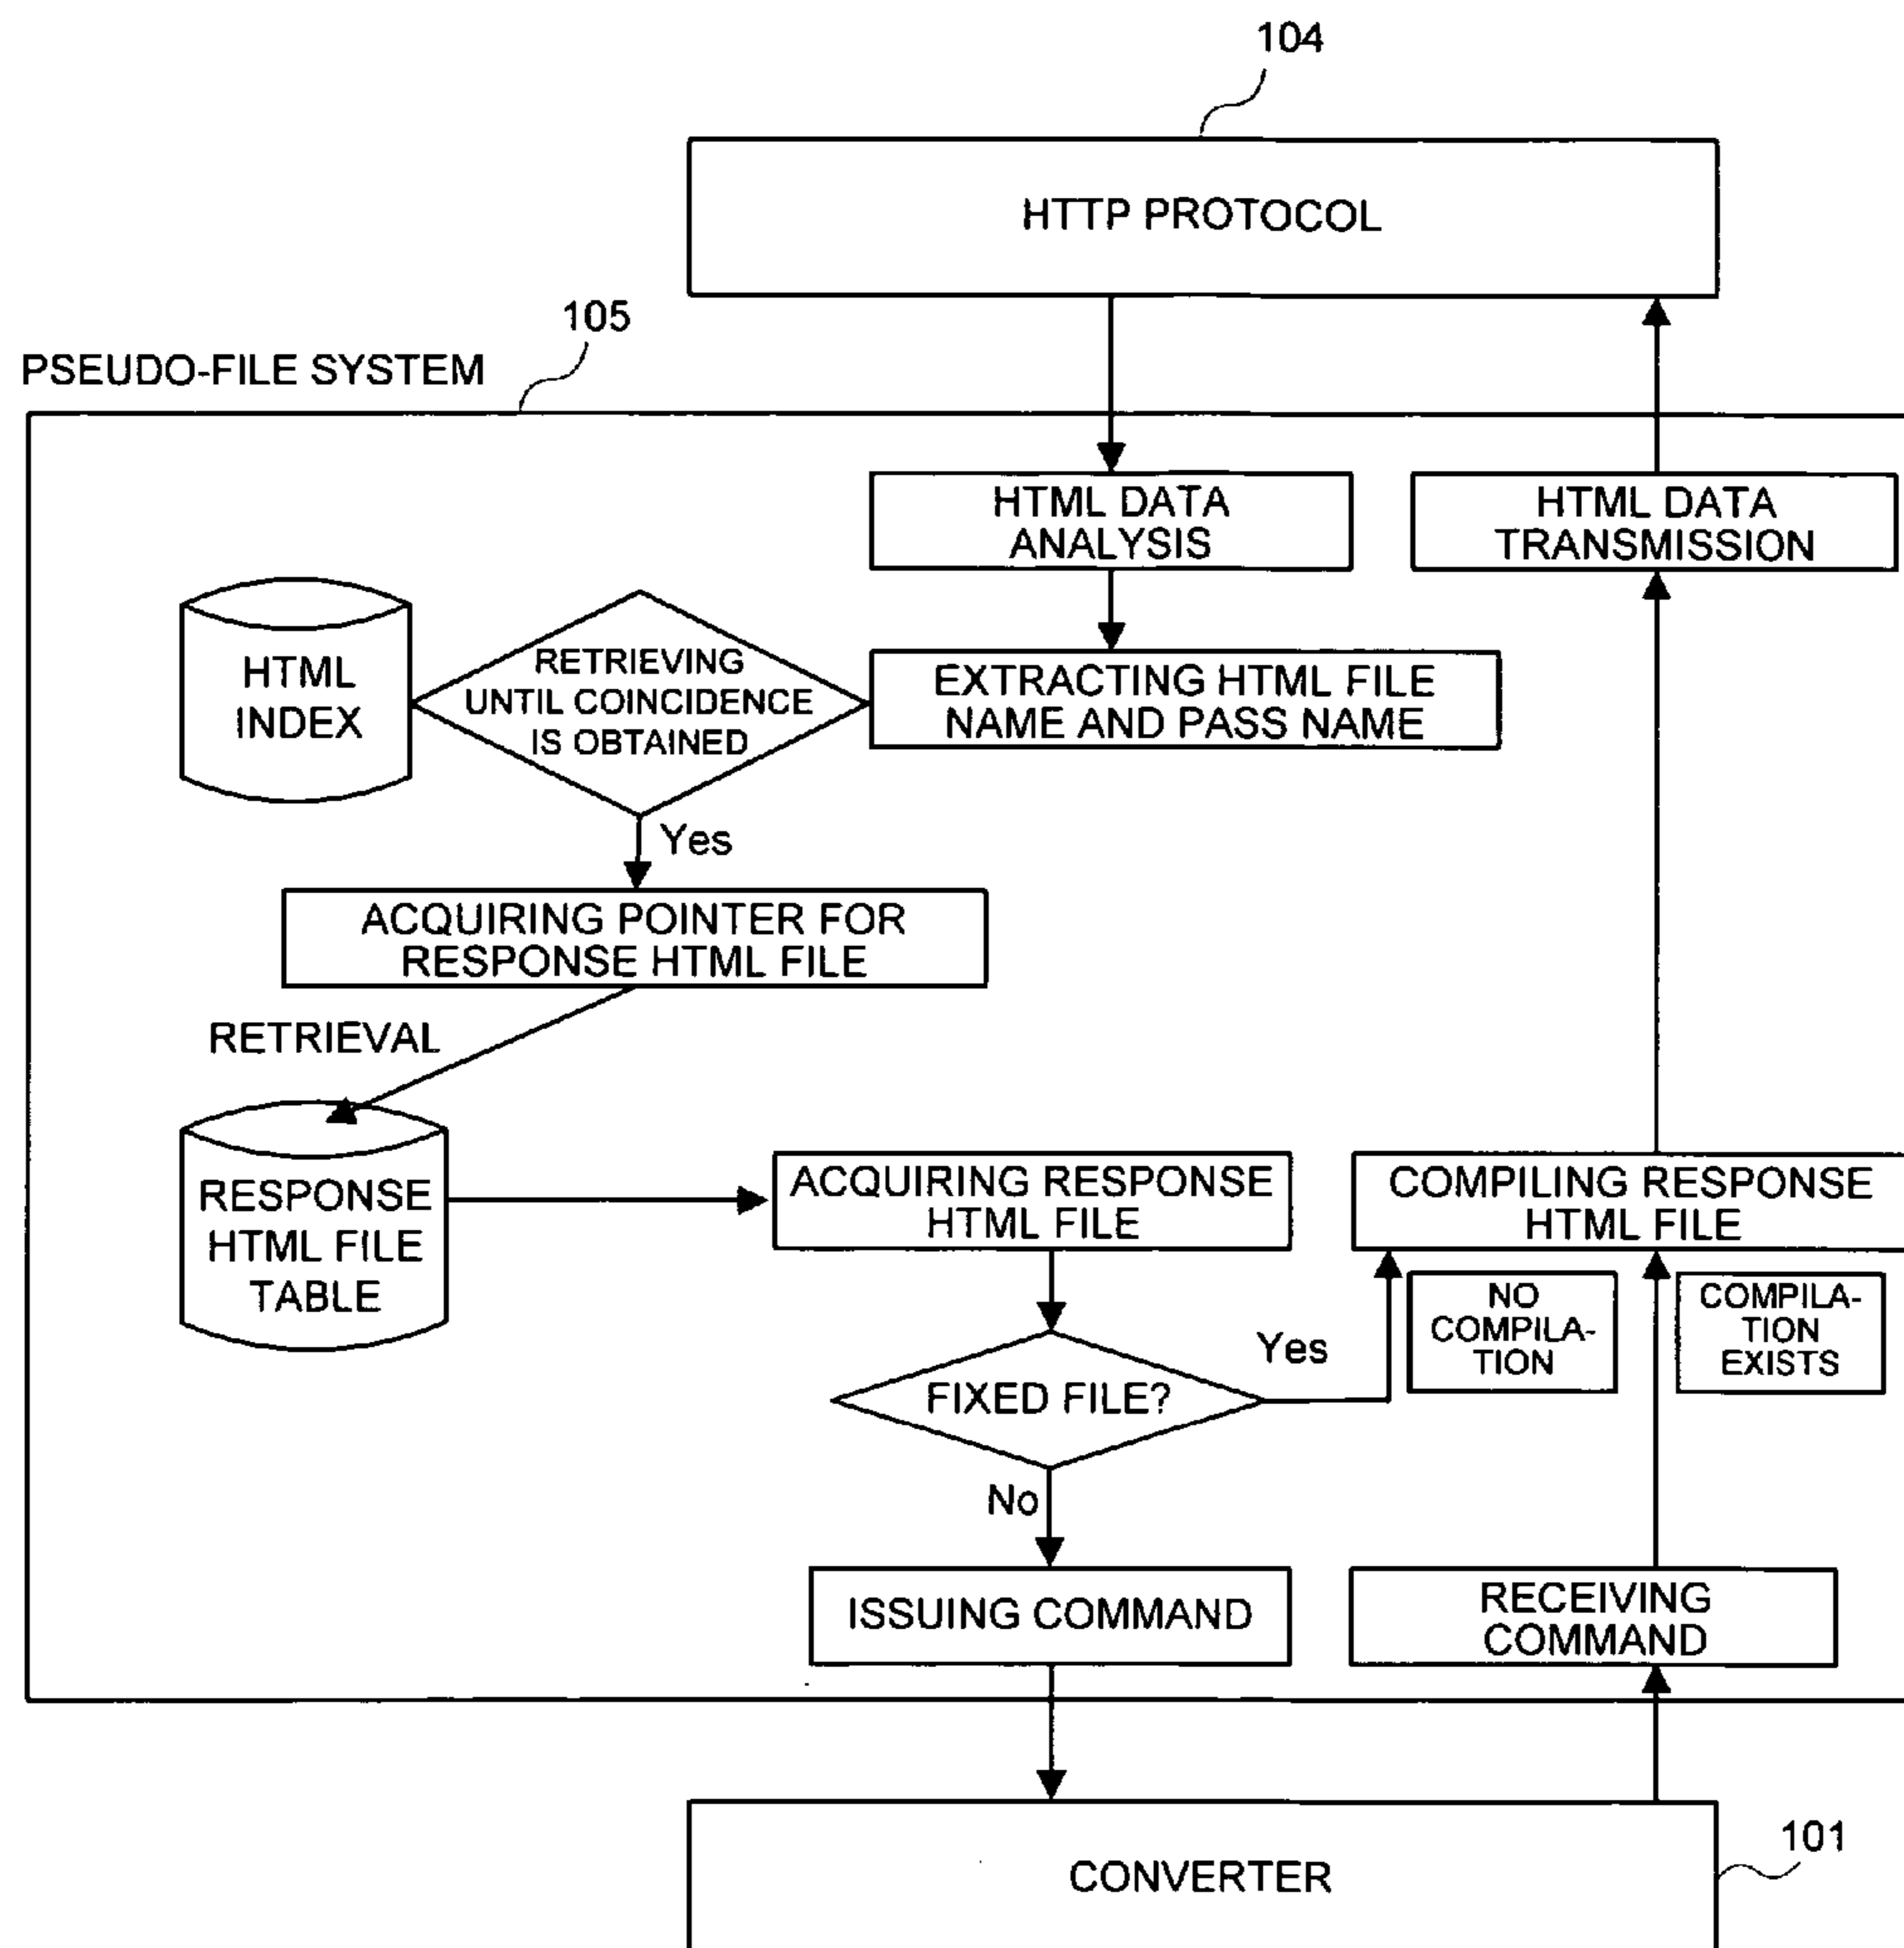 104
HTTP PROTOCOL
105
PSEUDO-FILE SYSTEM
HTML DATA
ANALYSIS
HTML DATA
TRANSMISSION
HTML
INDEX
RETRIEVING
UNTIL COINCIDENCE
IS OBTAINED
EXTRACTING HTML FILE
NAME AND PASS NAME
Yes
ACQUIRING POINTER FOR
RESPONSE HTML FILE
RETRIEVAL
RESPONSE
HTML FILE
TABLE
ACQUIRING RESPONSE
HTML FILE
COMPILING RESPONSE
HTML FILE
NO
COMPILA-
TION
COMPILA-
TION
EXISTS
Yes
FIXED FILE?
No
ISSUING COMMAND
RECEIVING
COMMAND
101
CONVERTER